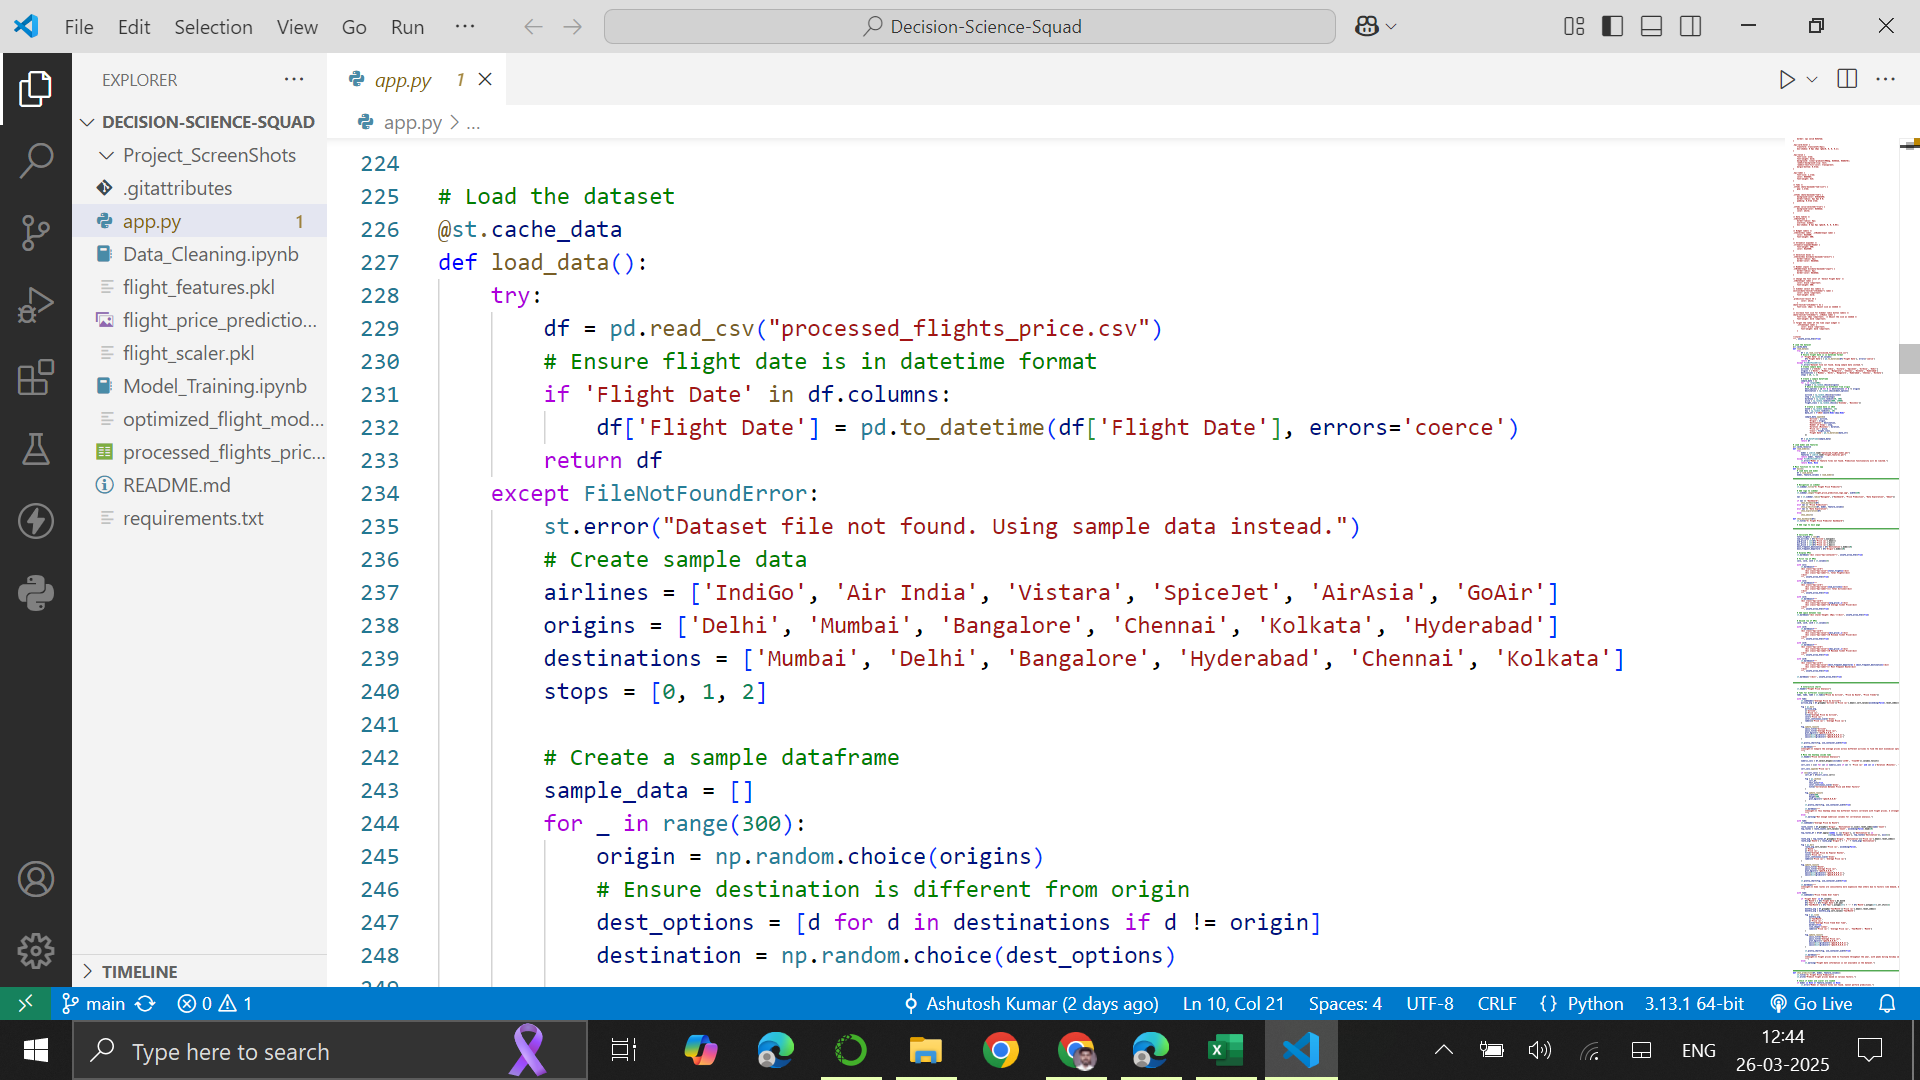 File Edit Selection View Go Run ··· Decision-Science-Squad
EXPLORER ···
DECISION-SCIENCE-SQUAD
Project_ScreenShots
.gitattributes
app.py 1
Data_Cleaning.ipynb
flight_features.pkl
flight_price_predictio...
flight_scaler.pkl
Model_Training.ipynb
optimized_flight_mod...
processed_flights_pric...
README.md
requirements.txt
TIMELINE
app.py 1
app.py > ...
224
225 # Load the dataset
226 @st.cache_data
227 def load_data():
228 try:
229 df = pd.read_csv("processed_flights_price.csv")
230 # Ensure flight date is in datetime format
231 if 'Flight Date' in df.columns:
232 df['Flight Date'] = pd.to_datetime(df['Flight Date'], errors='coerce')
233 return df
234 except FileNotFoundError:
235 st.error("Dataset file not found. Using sample data instead.")
236 # Create sample data
237 airlines = ['IndiGo', 'Air India', 'Vistara', 'SpiceJet', 'AirAsia', 'GoAir']
238 origins = ['Delhi', 'Mumbai', 'Bangalore', 'Chennai', 'Kolkata', 'Hyderabad']
239 destinations = ['Mumbai', 'Delhi', 'Bangalore', 'Hyderabad', 'Chennai', 'Kolkata']
240 stops = [0, 1, 2]
241
242 # Create a sample dataframe
243 sample_data = []
244 for _ in range(300):
245 origin = np.random.choice(origins)
246 # Ensure destination is different from origin
247 dest_options = [d for d in destinations if d != origin]
248 destination = np.random.choice(dest_options)
main 0 1 Ashutosh Kumar (2 days ago) Ln 10, Col 21 Spaces: 4 UTF-8 CRLF {} Python 3.13.1 64-bit Go Live
Type here to search
ENG
12:44
26-03-2025